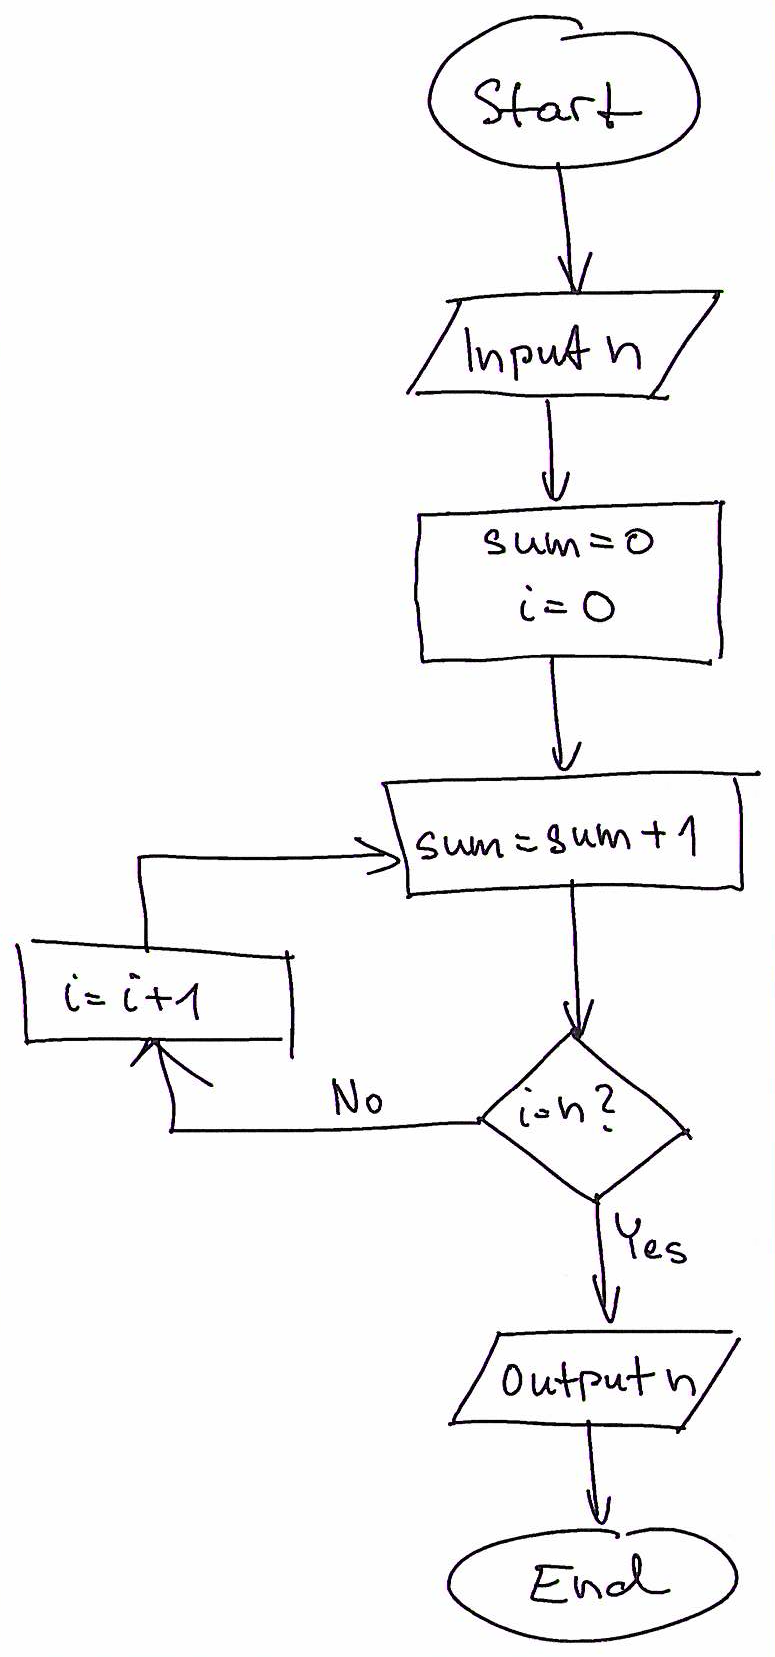 Start
Input n
sum=0
i=0
sum=sum+1
i=i+1
No
i=n?
Yes
Output n
End